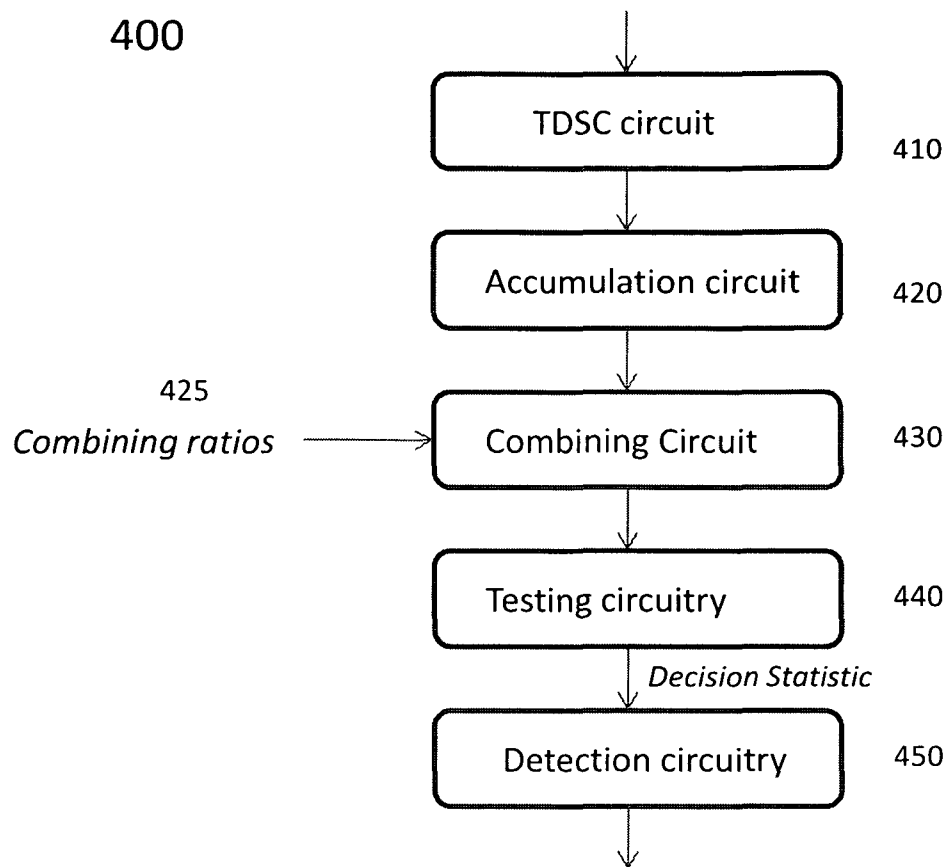 400
TDSC circuit
410
Accumulation circuit
420
425
Combining ratios
Combining Circuit
430
Testing circuitry
440
Decision Statistic
Detection circuitry
450